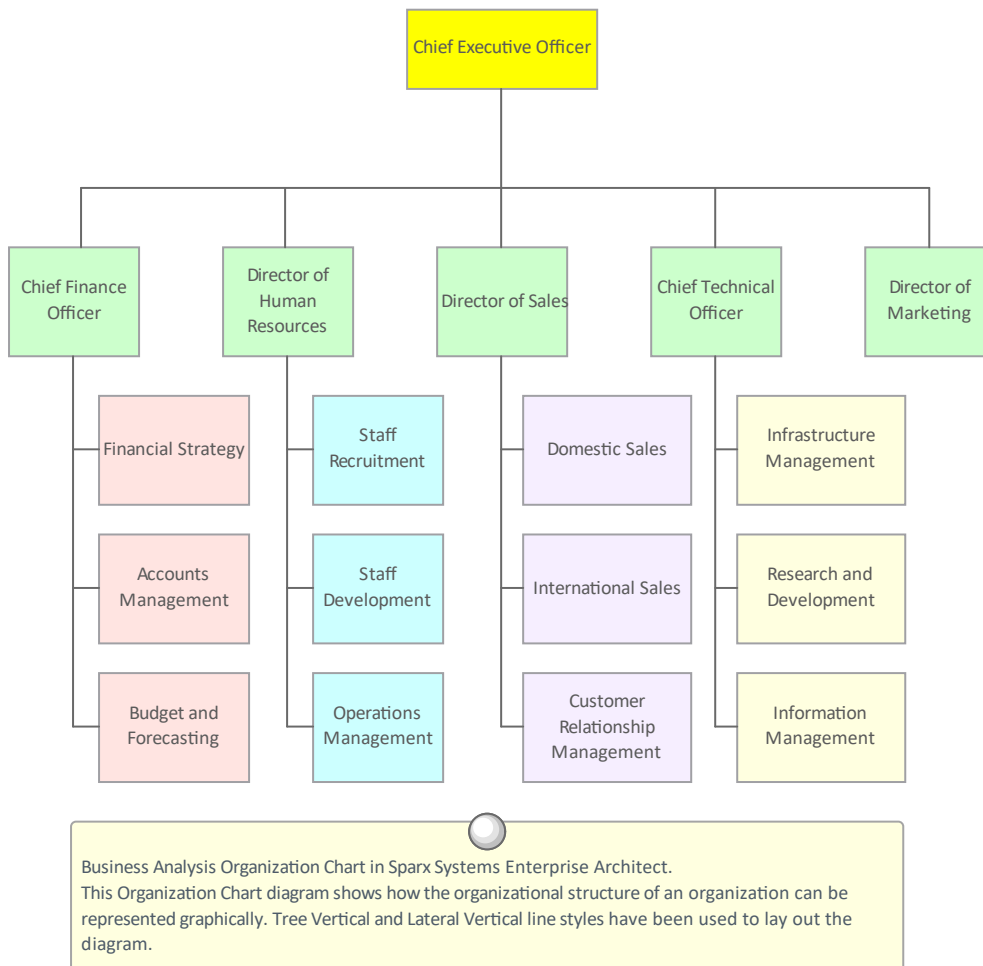 Chief Executive Officer
Chief Finance
Officer
Director of
Human
Resources
Director of Sales
Chief Technical
Officer
Director of
Marketing
Financial Strategy
Staff
Recruitment
Domestic Sales
Infrastructure
Management
Accounts
Management
Staff
Development
International Sales
Research and
Development
Budget and
Forecasting
Operations
Management
Customer
Relationship
Management
Information
Management
Business Analysis Organization Chart in Sparx Systems Enterprise Architect.
This Organization Chart diagram shows how the organizational structure of an organization can be
represented graphically. Tree Vertical and Lateral Vertical line styles have been used to lay out the
diagram.